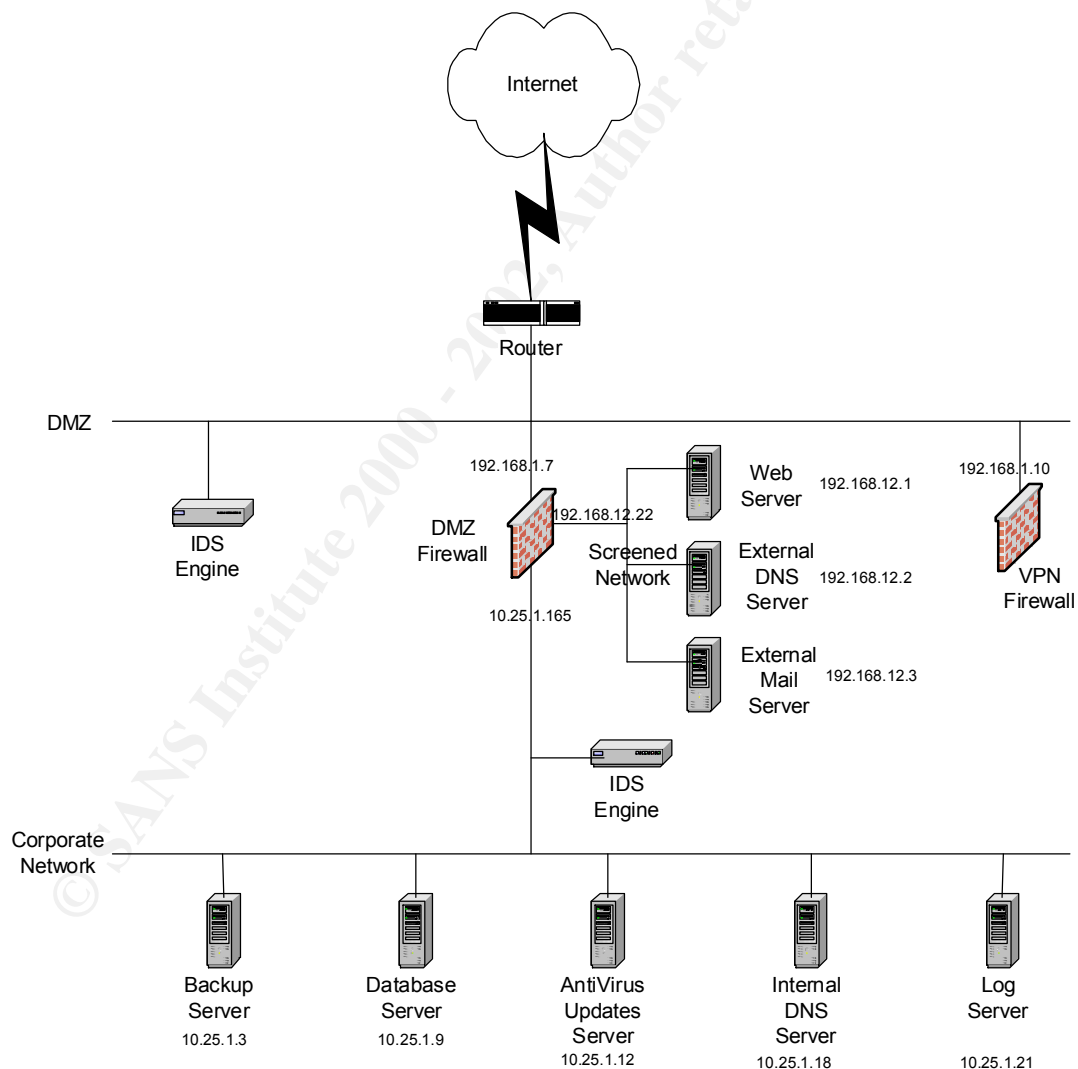 Internet
Router
DMZ
192.168.1.7
Web
Server
192.168.12.1
192.168.1.10
IDS
Engine
DMZ
Firewall
192.168.12.22
Screened
Network
External
DNS
Server
192.168.12.2
VPN
Firewall
10.25.1.165
External
Mail
Server
192.168.12.3
IDS
Engine
Corporate
Network
Backup
Server
10.25.1.3
Database
Server
10.25.1.9
AntiVirus
Updates
Server
10.25.1.12
Internal
DNS
Server
10.25.1.18
Log
Server
10.25.1.21
© SANS Institute 2000 - 2002, Author